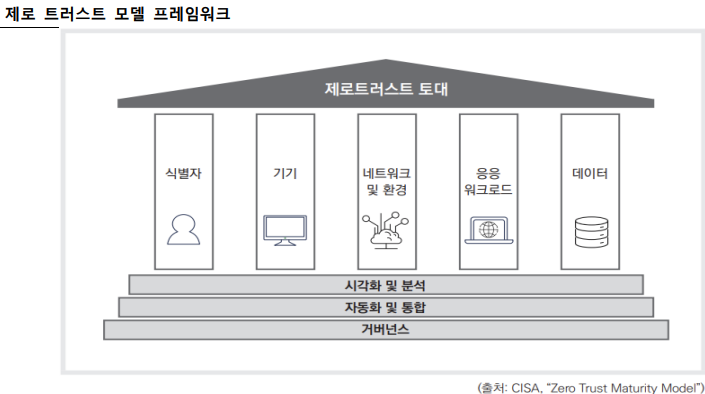 제로 트러스트 모델 프레임워크
제로트러스트 토대
식별자
기기
네트워크
및 환경
응응
워크로드
데이터
시각화 및 분석
자동화 및 통합
거버넌스
(출처: CISA, “Zero Trust Maturity Model”)